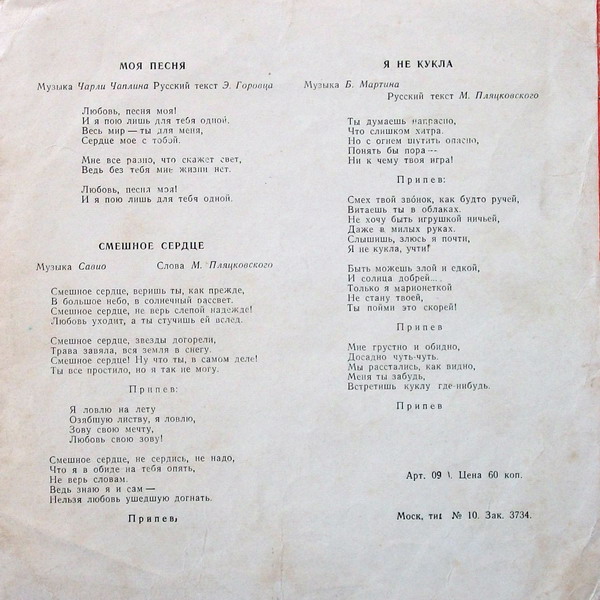 МОЯ ПЕСНЯ
Музыка Чарли Чаплина Русский текст Э. Горовца
Любовь, песня моя!
И я пою лишь для тебя одной.
Весь мир — ты для меня,
Сердце мое с тобой.
Мне все равно, что скажет свет,
Ведь без тебя мне жизни нет.
Любовь, песня моя!
И я пою лишь для тебя одной.
СМЕШНОЕ СЕРДЦЕ
Музыка Савио Слова М. Пляцковского
Смешное сердце, веришь ты, как прежде,
В большое небо, в солнечный рассвет.
Смешное сердце, не верь слепой надежде!
Любовь уходит, а ты стучишь ей вслед.
Смешное сердце, звезды догорели,
Трава завяла, вся земля в снегу.
Смешное сердце! Ну что ты, в самом деле!
Ты все простило, но я так не могу.
Припев:
Я ловлю на лету
Озябшую листву, я ловлю,
Зову свою мечту,
Любовь свою зову!
Смешное сердце, не сердись, не надо,
Что я в обиде на тебя опять,
Не верь словам.
Ведь знаю я и сам —
Нельзя любовь ушедшую догнать.
Припев,
Я НЕ КУКЛА
Музыка Б. Мартина
Русский текст М. Пляцковского
Ты думаешь напрасно,
Что слишком хитра.
Но с огнем шутить опасно,
Понять бы пора —
Ни к чему твоя игра!
Припев:
Смех твой звонок, как будто ручей,
Витаешь ты в облаках.
Не хочу быть игрушкой ничьей,
Даже в милых руках.
Слышишь, злюсь я почти,
Я не кукла, учти!
Быть можешь злой и едкой,
И солнца добрей...
Только я марионеткой
Не стану твоей,
Ты пойми это скорей!
Припев
Мне грустно и обидно,
Досадно чуть-чуть.
Мы расстались, как видно,
Меня ты забудь,
Встретишь куклу где-нибудь.
Припев
Арт. 09 Цена 60 коп.
Моск, тип № 10. Зак. 3734.